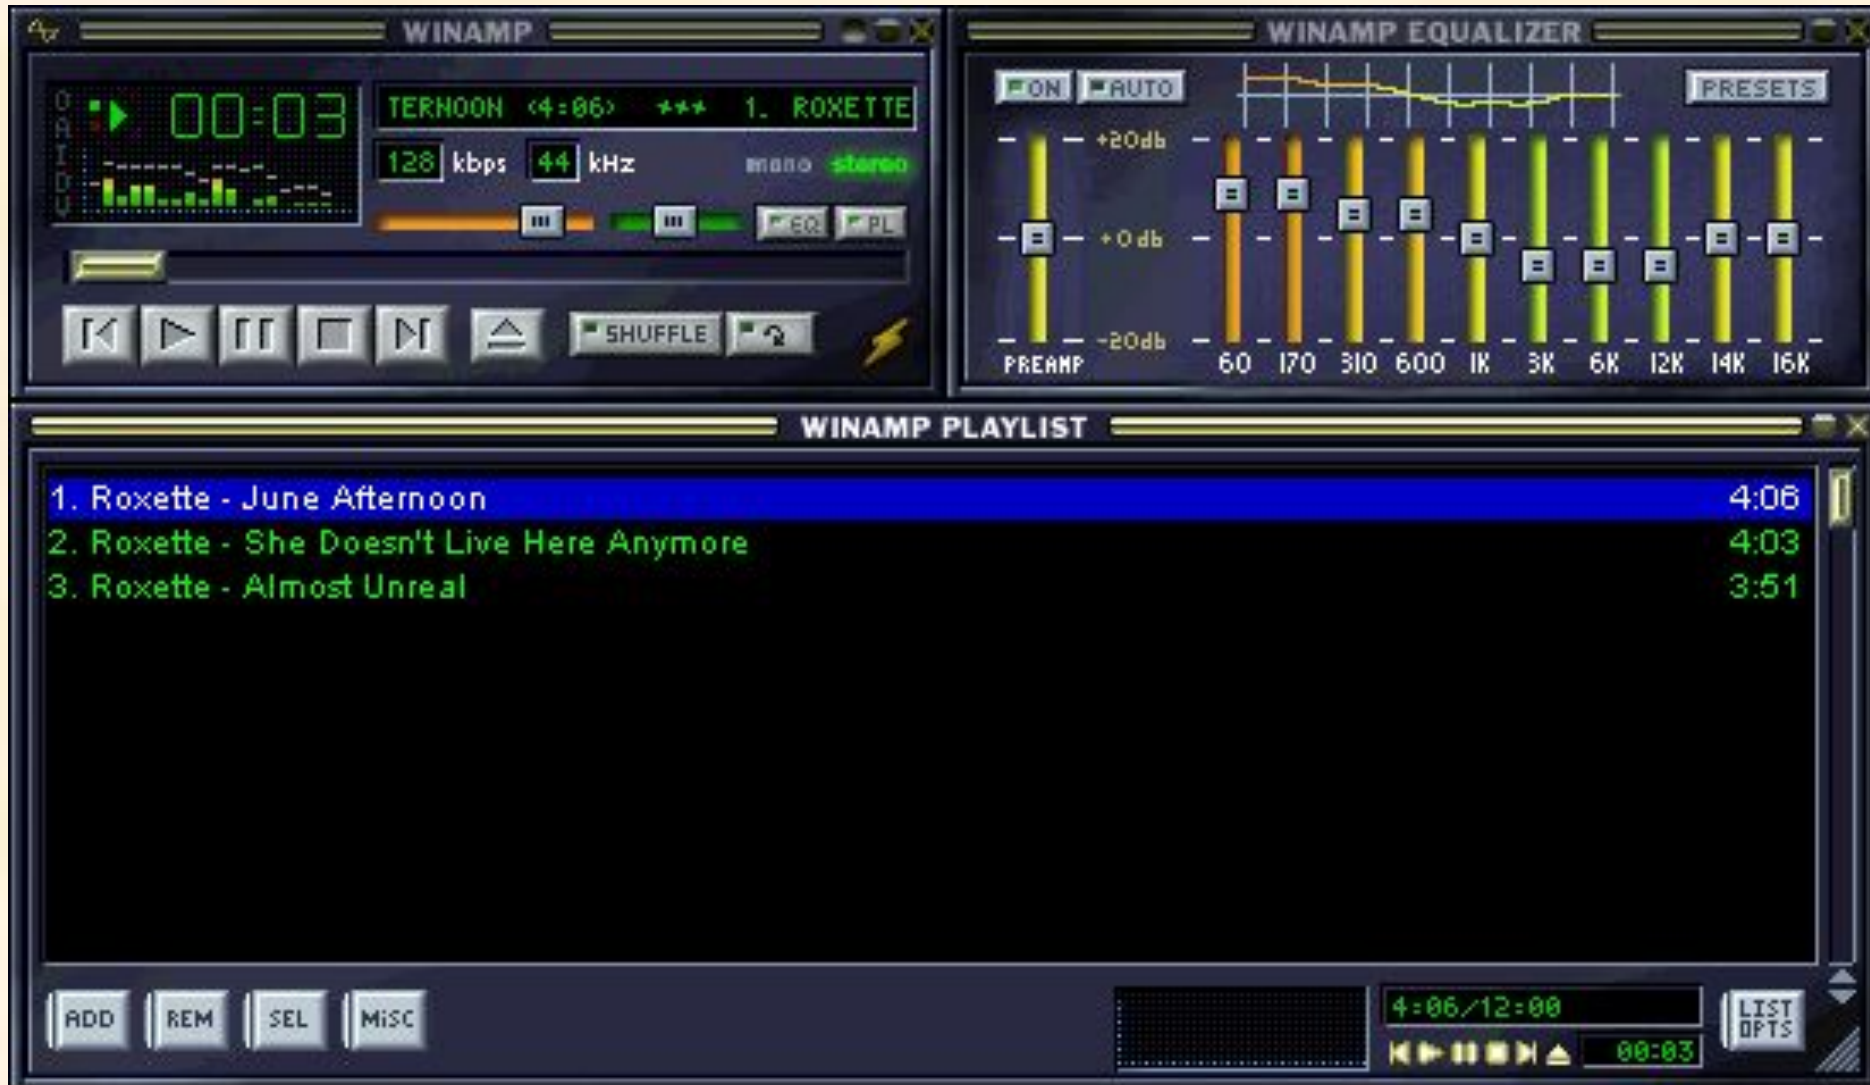 WINAMP
O
A
I
D
V
00:03
TERNOON (4:06) *** 1. ROXETTE
128 kbps 44 kHz mono stereo
EQ PL
SHUFFLE
WINAMP EQUALIZER
ON AUTO PRESETS
+20db
+0 db
-20db
PREAMP 60 170 310 600 1K 3K 6K 12K 14K 16K
WINAMP PLAYLIST
1. Roxette - June Afternoon 4:06
2. Roxette - She Doesn't Live Here Anymore 4:03
3. Roxette - Almost Unreal 3:51
ADD REM SEL MiSC
4:06/12:00
00:03
LIST
OPTS